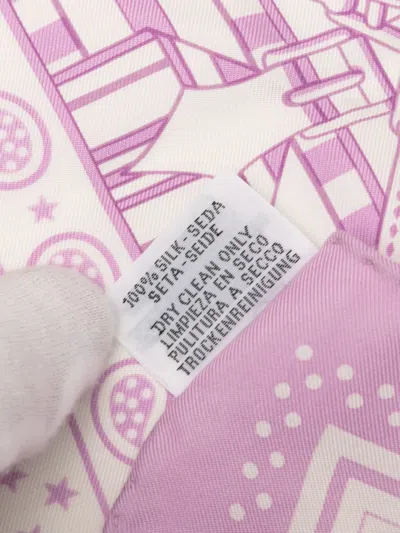 100% SILK-SEDA
SETA-SEIDE
DRY CLEAN ONLY
LIMPIEZA EN SECO
PULITURA A SECCO
TROCKENREINIGUNG